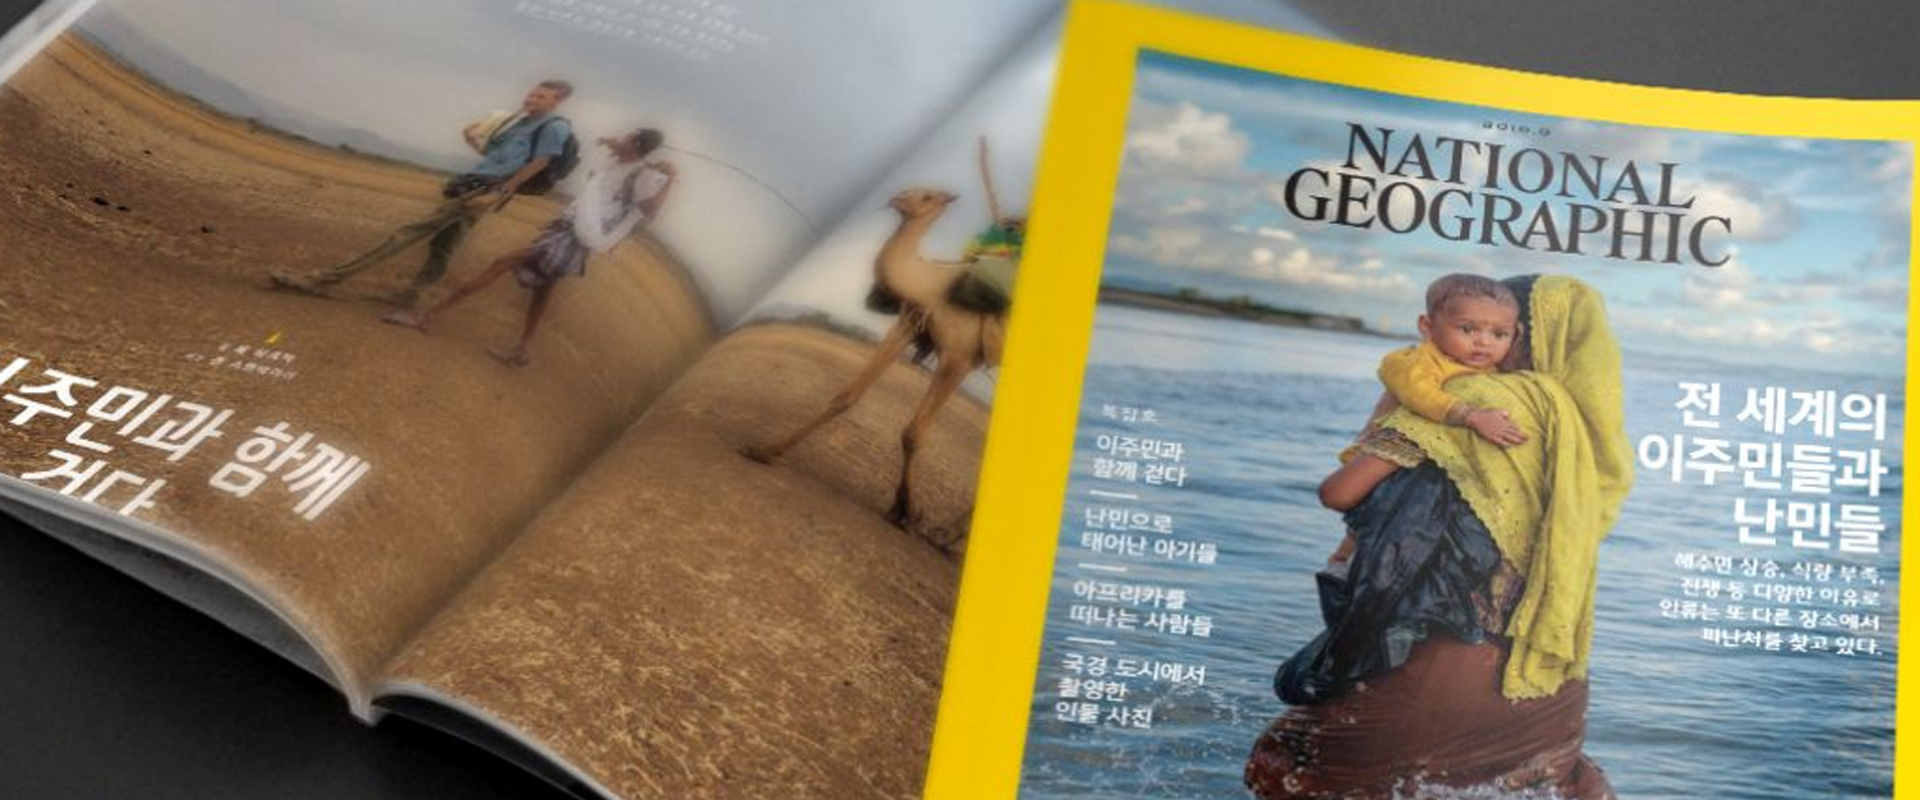 주민과 함께
걷다
NATIONAL
GEOGRAPHIC
전 세계의
이주민들과
난민들
해수면 상승, 식량 부족,
전쟁 등 다양한 이유로
인류는 또 다른 장소에서
피난처를 찾고 있다.
특집호
이주민과
함께 걷다
난민으로
태어난 아기들
아프리카를
떠나는 사람들
국경 도시에서
촬영한
인물 사진